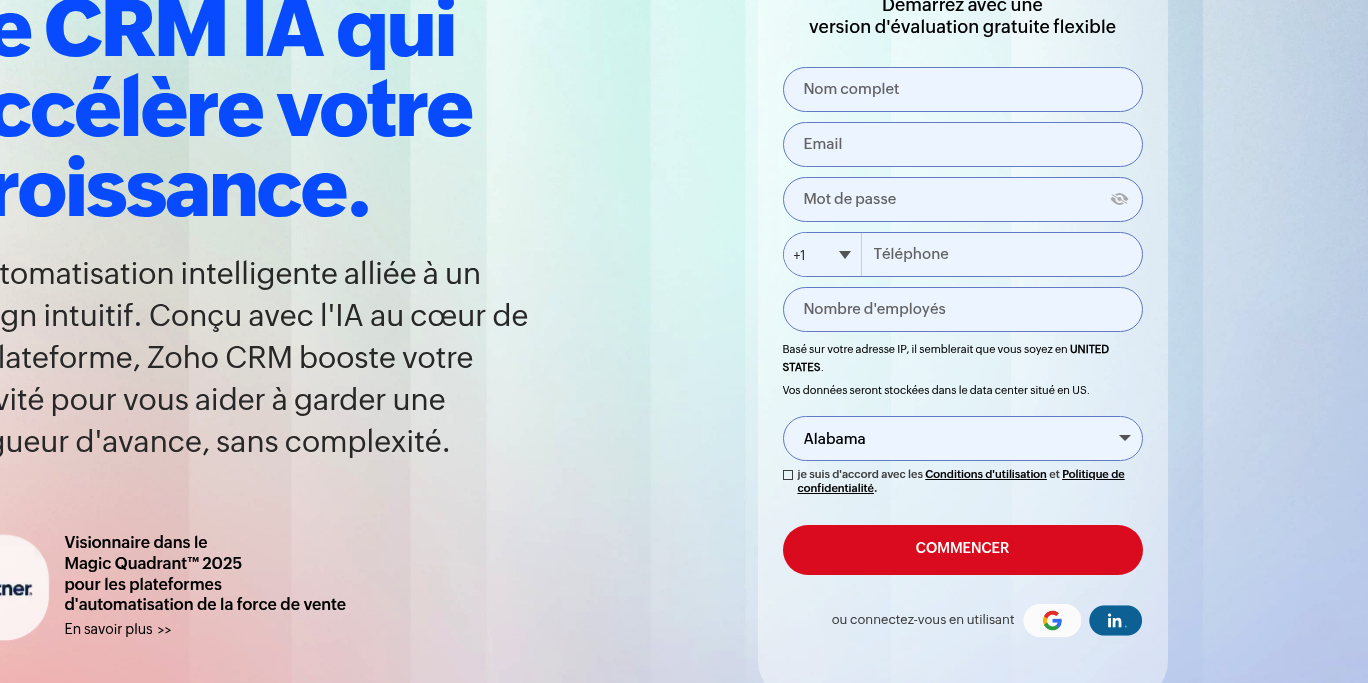 e CRM IA qui
ccélère votre
roissance.
tomatisation intelligente alliée à un
gn intuitif. Conçu avec l'IA au cœur de
lateforme, Zoho CRM booste votre
vité pour vous aider à garder une
gueur d'avance, sans complexité.
Visionnaire dans le
Magic Quadrant™ 2025
pour les plateformes
d'automatisation de la force de vente
En savoir plus >>
Démarrez avec une
version d'évaluation gratuite flexible
Nom complet
Email
Mot de passe
+1 Téléphone
Nombre d'employés
Basé sur votre adresse IP, il semblerait que vous soyez en UNITED
STATES.
Vos données seront stockées dans le data center situé en US.
Alabama
je suis d'accord avec les Conditions d'utilisation et Politique de
confidentialité.
COMMENCER
ou connectez-vous en utilisant
in